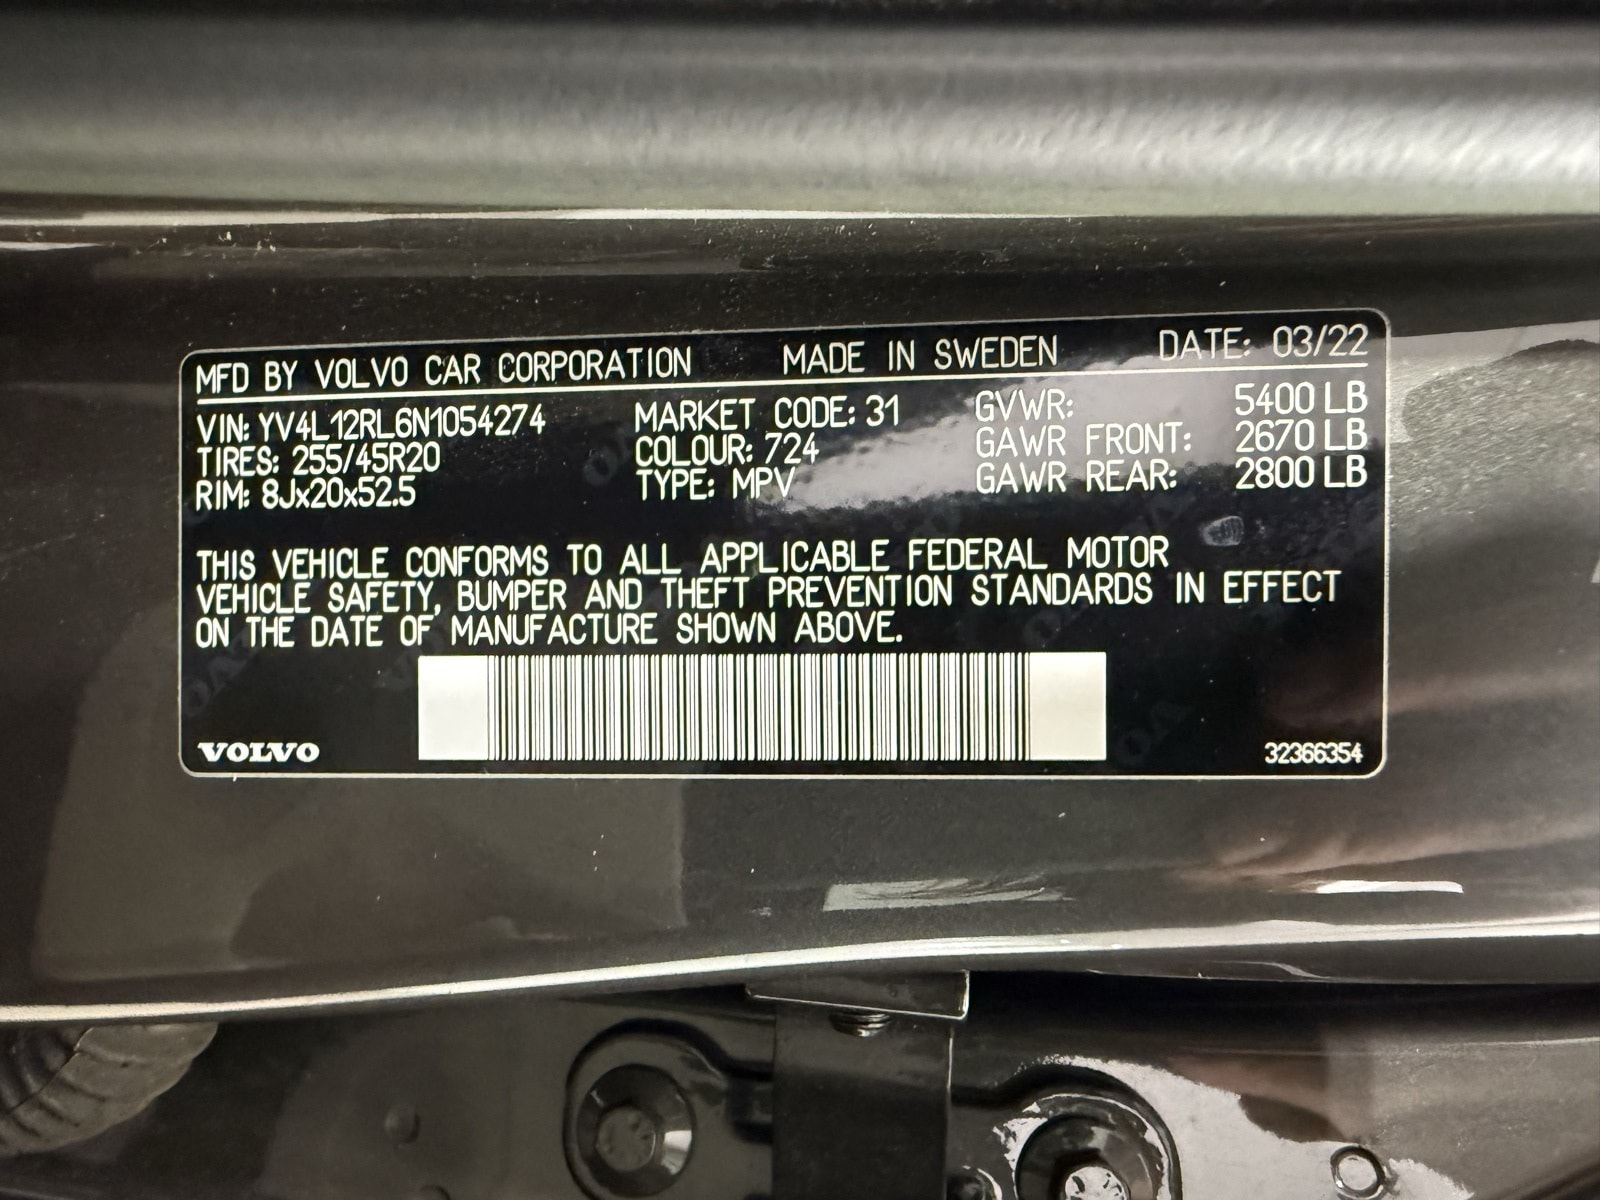 MFD BY VOLVO CAR CORPORATION MADE IN SWEDEN DATE: 03/22
VIN: YV4L12RL6N1054274 MARKET CODE: 31 GVWR: 5400 LB
TIRES: 255/45R20 COLOUR: 724 GAWR FRONT: 2670 LB
RIM: 8Jx20x52.5 TYPE: MPV GAWR REAR: 2800 LB
THIS VEHICLE CONFORMS TO ALL APPLICABLE FEDERAL MOTOR
VEHICLE SAFETY, BUMPER AND THEFT PREVENTION STANDARDS IN EFFECT
ON THE DATE OF MANUFACTURE SHOWN ABOVE.
VOLVO 32366354